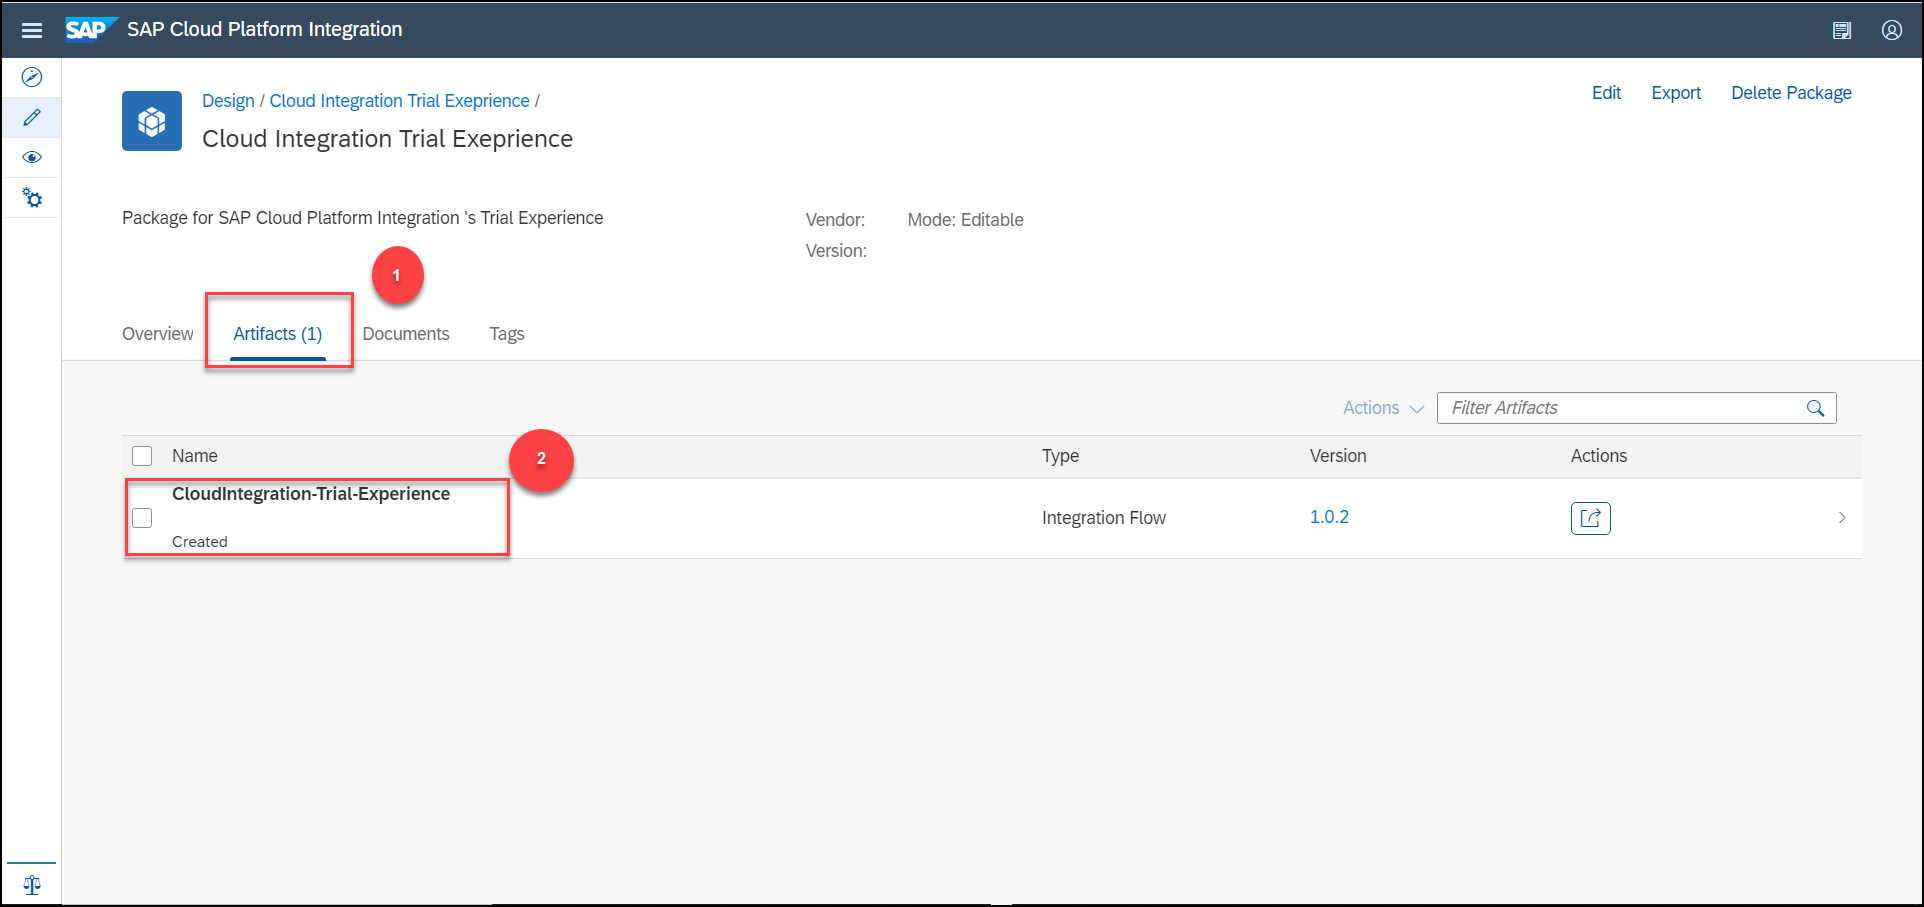 SAP SAP Cloud Platform Integration
Design / Cloud Integration Trial Exeprience /
Edit Export Delete Package
Cloud Integration Trial Exeprience
Package for SAP Cloud Platform Integration 's Trial Experience
Vendor: Mode: Editable
Version:
1
Overview Artifacts (1) Documents Tags
Actions Filter Artifacts
Name Type Version Actions
2
CloudIntegration-Trial-Experience
Integration Flow 1.0.2
Created